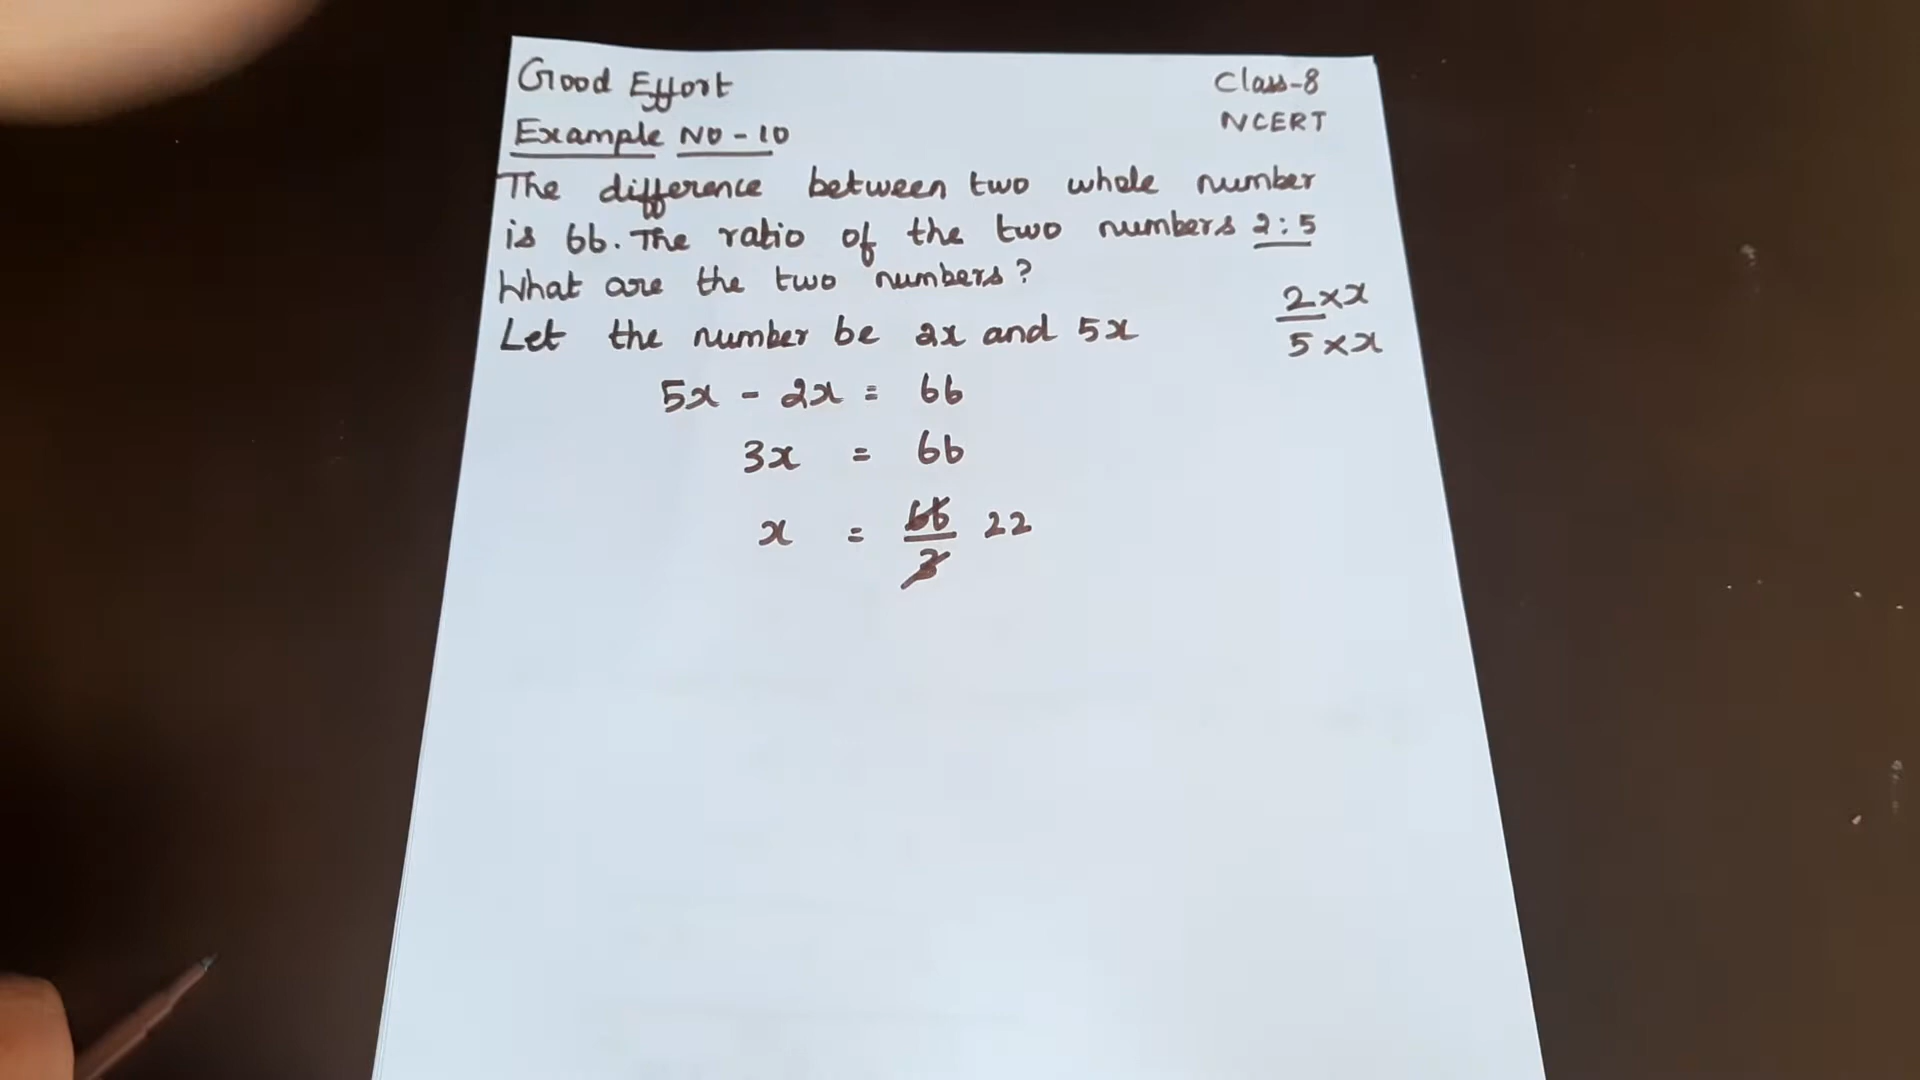 Good Effort
Class-8
Example No - 10
NCERT
The difference between two whole number
is 66. The ratio of the two numbers 2:5
What are the two numbers?
2 × x
5 × x
Let the number be 2x and 5x
5x - 2x = 66
3x = 66
x = 66/3 22